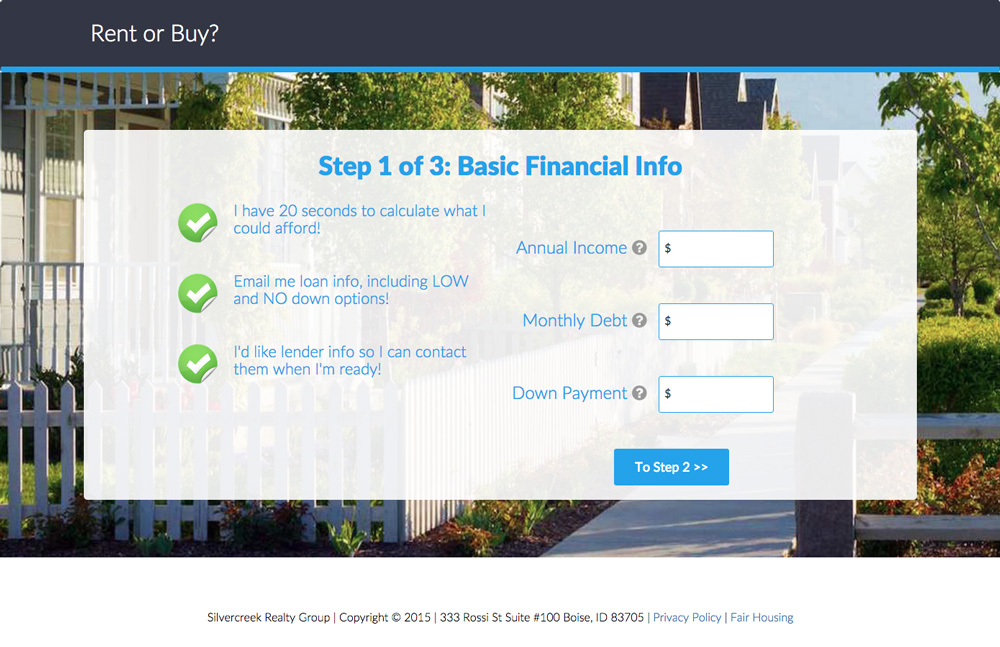 Rent or Buy?
Step 1 of 3: Basic Financial Info
I have 20 seconds to calculate what I
could afford!
Email me loan info, including LOW
and NO down options!
I'd like lender info so I can contact
them when I'm ready!
Annual Income ? $
Monthly Debt ? $
Down Payment ? $
To Step 2 >>
Silvercreek Realty Group | Copyright © 2015 | 333 Rossi St Suite #100 Boise, ID 83705 | Privacy Policy | Fair Housing